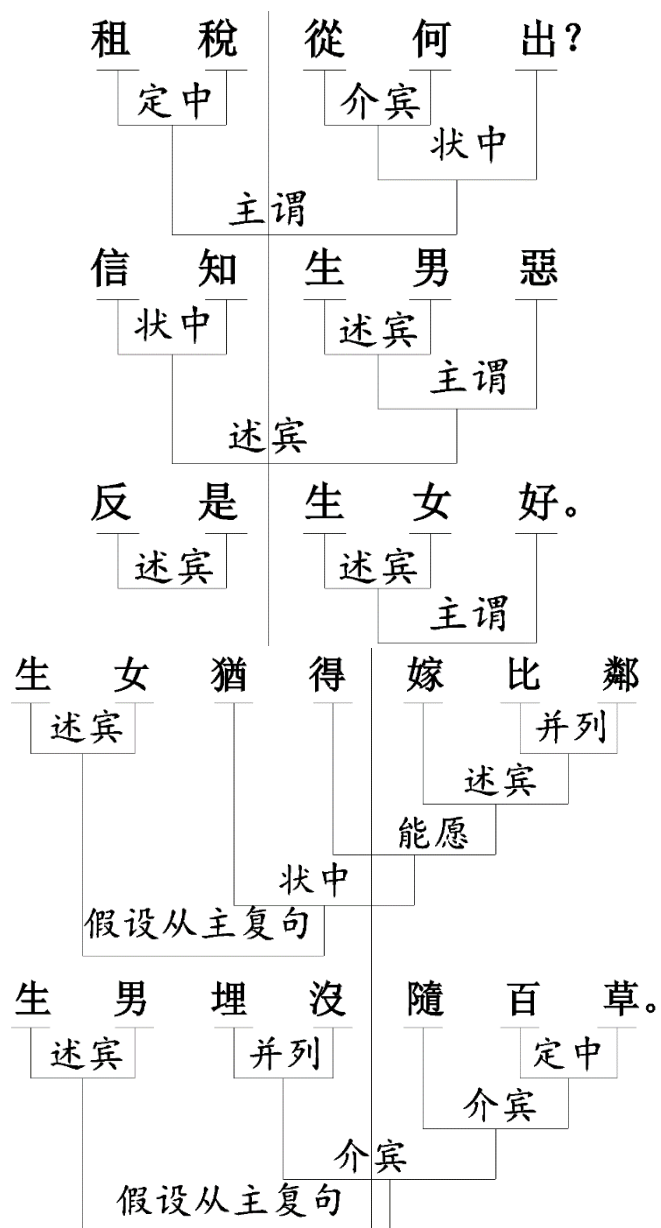 租 稅 從 何 出？
定中 介宾
状中
主谓
信 知 生 男 惡
状中 述宾
主谓
述宾
反 是 生 女 好。
述宾 述宾
主谓
生 女 猶 得 嫁 比 鄰
述宾 并列
述宾
能愿
状中
假设从主复句
生 男 埋 沒 隨 百 草。
述宾 并列 定中
介宾
介宾
假设从主复句